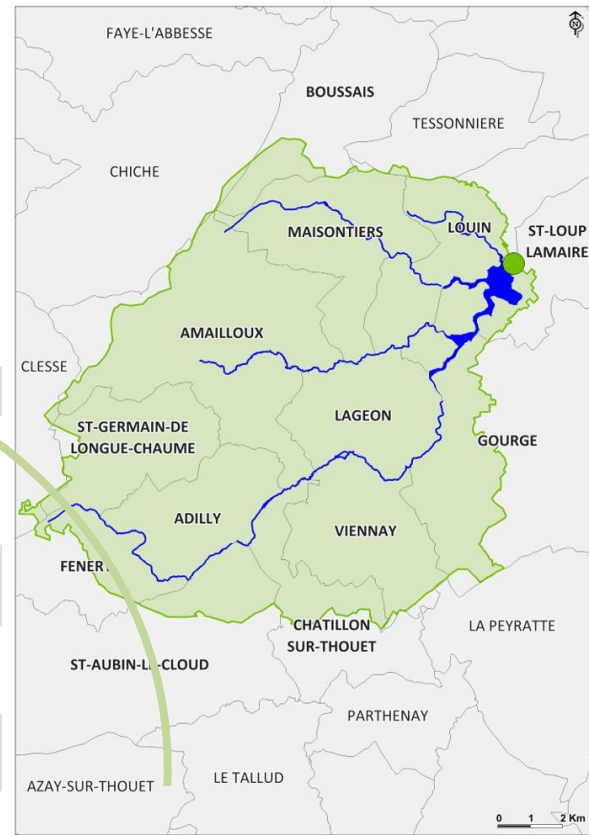 FAYE-L'ABBESSE
BOUSSAIS
TESSONNIERE
CHICHE
MAISONTIERS
LOUIN
ST-LOUP
LAMAIRE
AMAILLOUX
CLESSE
LAGEON
ST-GERMAIN-DE
LONGUE-CHAUME
GOURGE
ADILLY
VIENNAY
CHATILLON
SUR-THOUET
LA PEYRATTE
PARTHENAY
AZAY-SUR-THOUET
LE TALLUD
0 1 2 Km